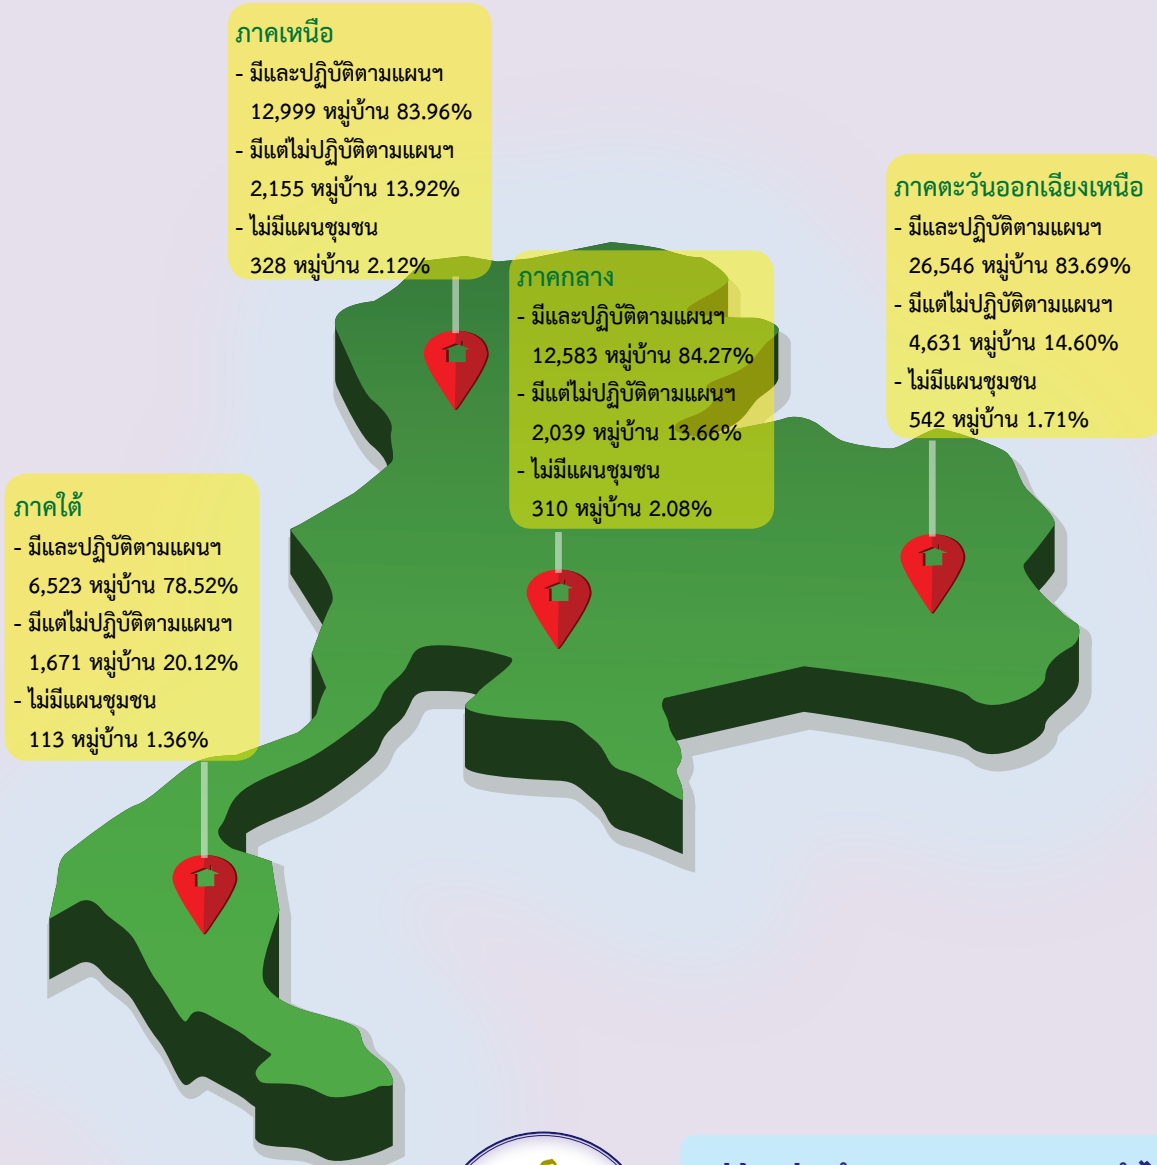 ภาคเหนือ
- มีและปฏิบัติตามแผนฯ
12,999 หมู่บ้าน 83.96%
- มีแต่ไม่ปฏิบัติตามแผนฯ
2,155 หมู่บ้าน 13.92%
- ไม่มีแผนชุมชน
328 หมู่บ้าน 2.12%
ภาคตะวันออกเฉียงเหนือ
- มีและปฏิบัติตามแผนฯ
26,546 หมู่บ้าน 83.69%
- มีแต่ไม่ปฏิบัติตามแผนฯ
4,631 หมู่บ้าน 14.60%
- ไม่มีแผนชุมชน
542 หมู่บ้าน 1.71%
ภาคกลาง
- มีและปฏิบัติตามแผนฯ
12,583 หมู่บ้าน 84.27%
- มีแต่ไม่ปฏิบัติตามแผนฯ
2,039 หมู่บ้าน 13.66%
- ไม่มีแผนชุมชน
310 หมู่บ้าน 2.08%
ภาคใต้
- มีและปฏิบัติตามแผนฯ
6,523 หมู่บ้าน 78.52%
- มีแต่ไม่ปฏิบัติตามแผนฯ
1,671 หมู่บ้าน 20.12%
- ไม่มีแผนชุมชน
113 หมู่บ้าน 1.36%